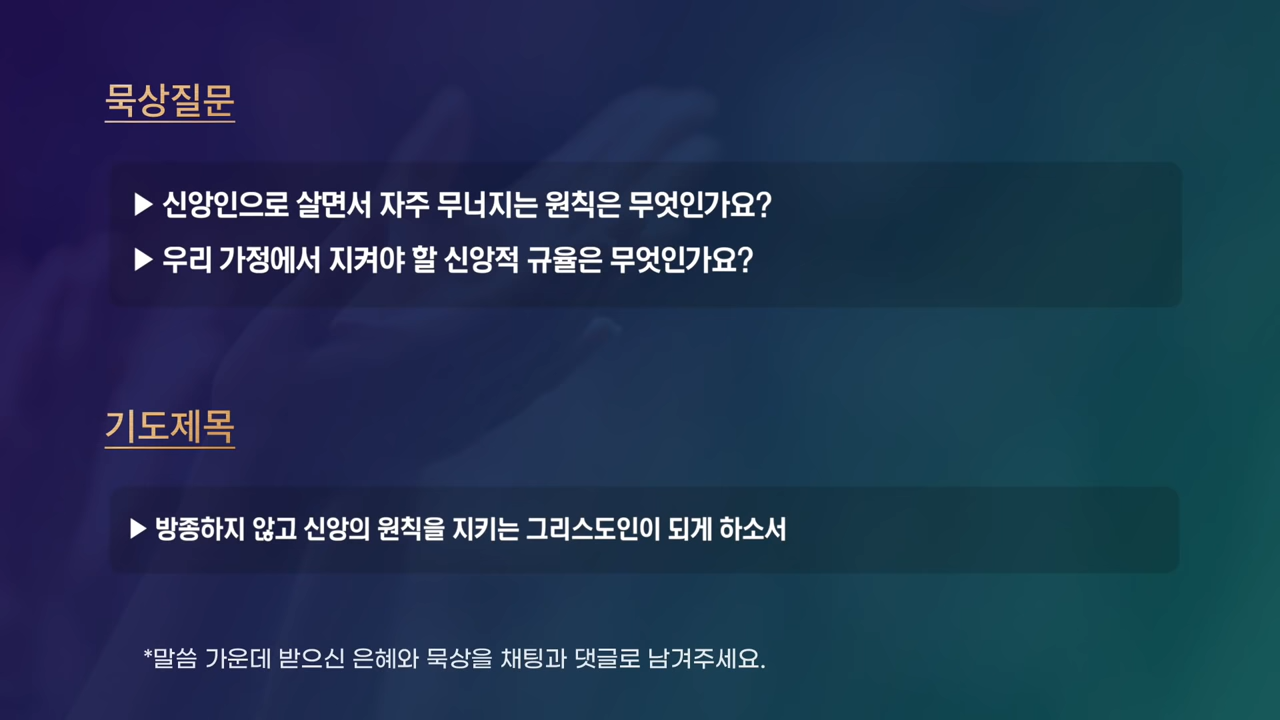 묵상질문
▶ 신앙인으로 살면서 자주 무너지는 원칙은 무엇인가요?
▶ 우리 가정에서 지켜야 할 신앙적 규율은 무엇인가요?
기도제목
▶ 방종하지 않고 신앙의 원칙을 지키는 그리스도인이 되게 하소서
*말씀 가운데 받으신 은혜와 묵상을 채팅과 댓글로 남겨주세요.